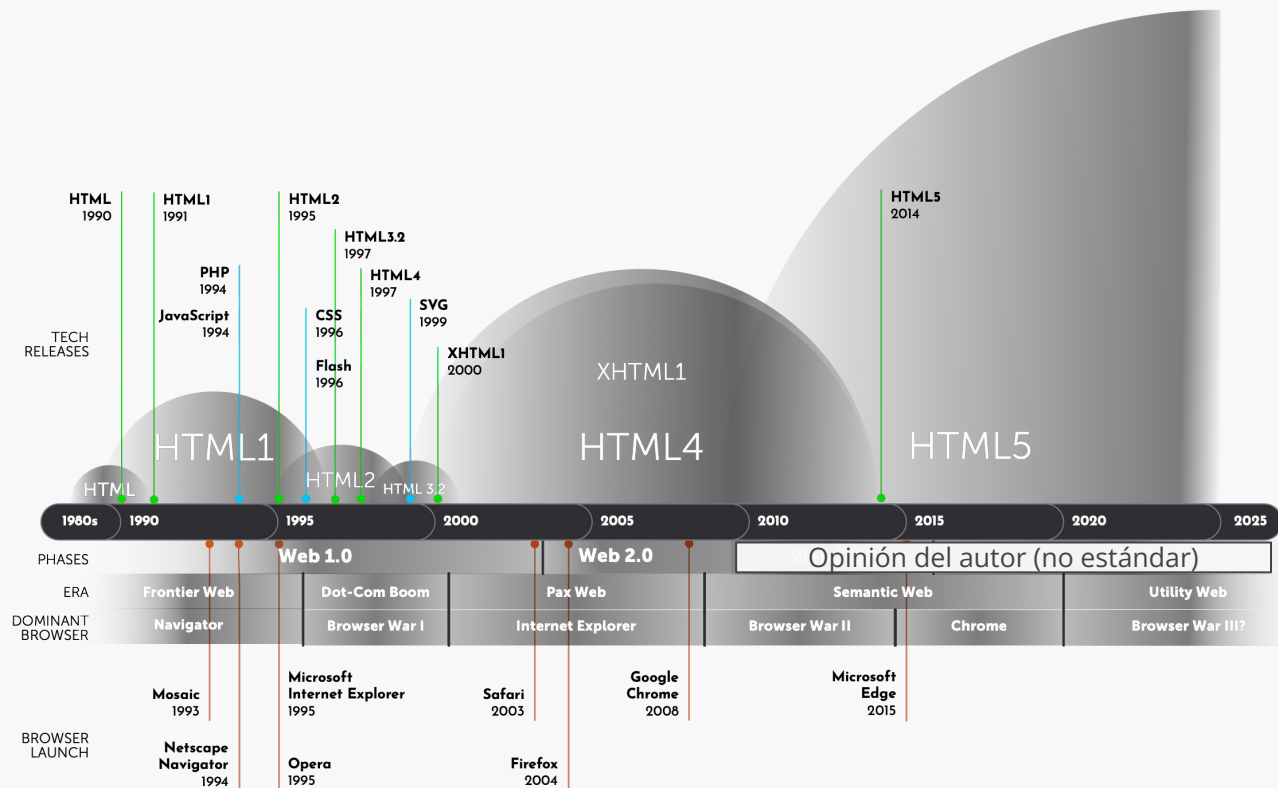 HTML
1990
HTML1
1991
HTML2
1995
HTML5
2014
HTML3.2
1997
PHP
1994
HTML4
1997
JavaScript
1994
CSS
1996
SVG
1999
TECH
RELEASES
Flash
1996
XHTML1
2000
XHTML1
HTML1
HTML4
HTML5
HTML
HTML2
HTML 3.2
1980s
1990
1995
2000
2005
2010
2015
2020
2025
PHASES
Web 1.0
Web 2.0
Opinión del autor (no estándar)
ERA
Frontier Web
Dot-Com Boom
Pax Web
Semantic Web
Utility Web
DOMINANT
BROWSER
Navigator
Browser War I
Internet Explorer
Browser War II
Chrome
Browser War III?
Mosaic
1993
Microsoft
Internet Explorer
1995
Safari
2003
Google
Chrome
2008
Microsoft
Edge
2015
BROWSER
LAUNCH
Netscape
Navigator
1994
Opera
1995
Firefox
2004